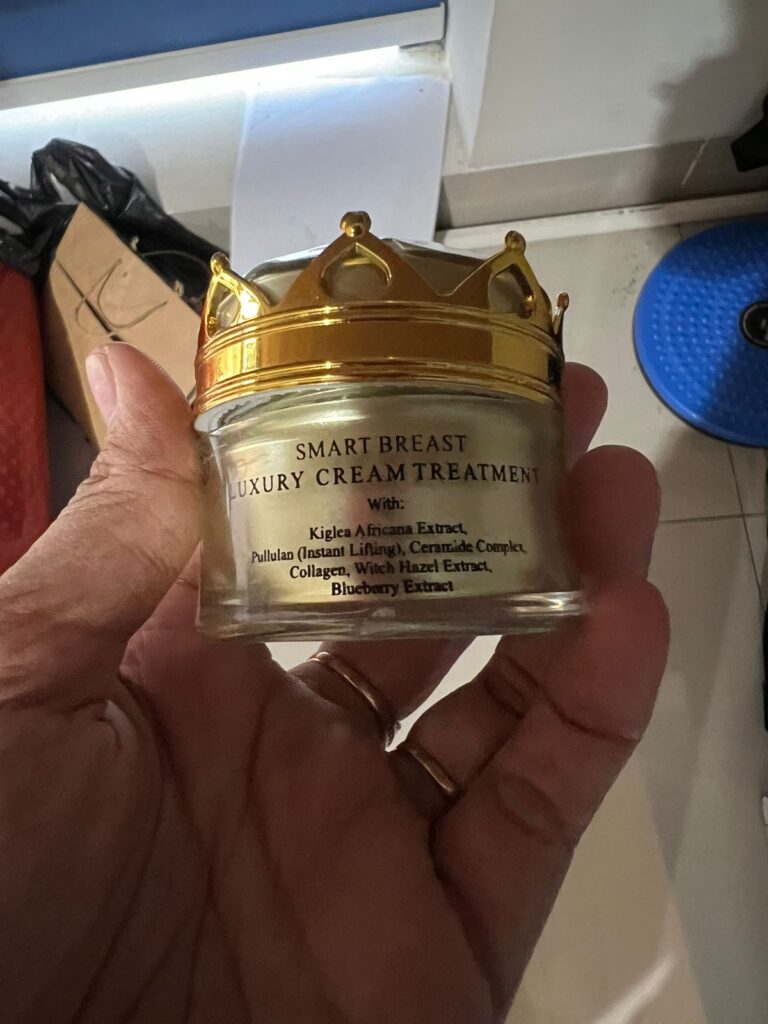 SMART BREAST
LUXURY CREAM TREATMENT
With:
Kiglea Africana Extract,
Pullulan (Instant Lifting), Ceramide Complex,
Collagen, Witch Hazel Extract,
Blueberry Extract